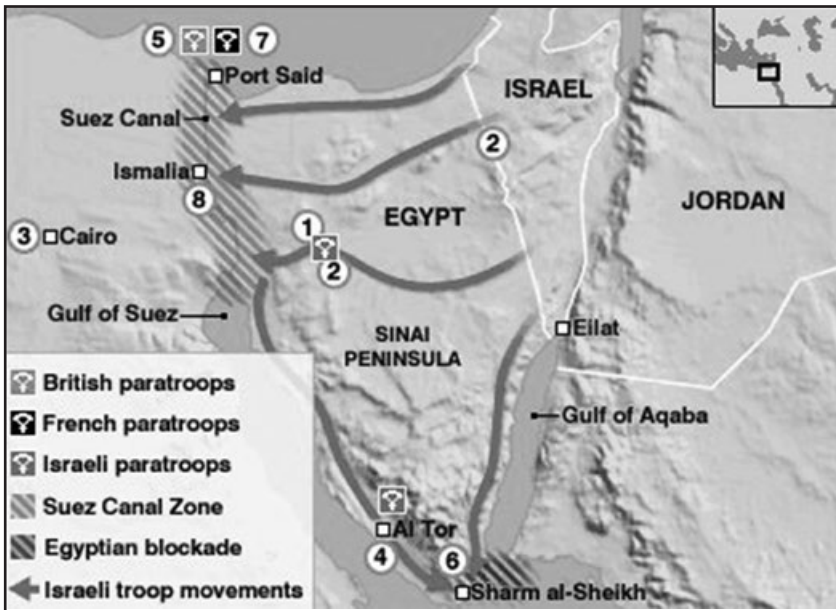 5
7
Port Said
ISRAEL
Suez Canal
2
Ismalia
8
EGYPT
JORDAN
1
3
Cairo
2
Gulf of Suez
SINAI
PENINSULA
Eilat
Gulf of Aqaba
British paratroops
French paratroops
Israeli paratroops
Suez Canal Zone
Egyptian blockade
Israeli troop movements
Al Tor
4
6
Sharm al-Sheikh